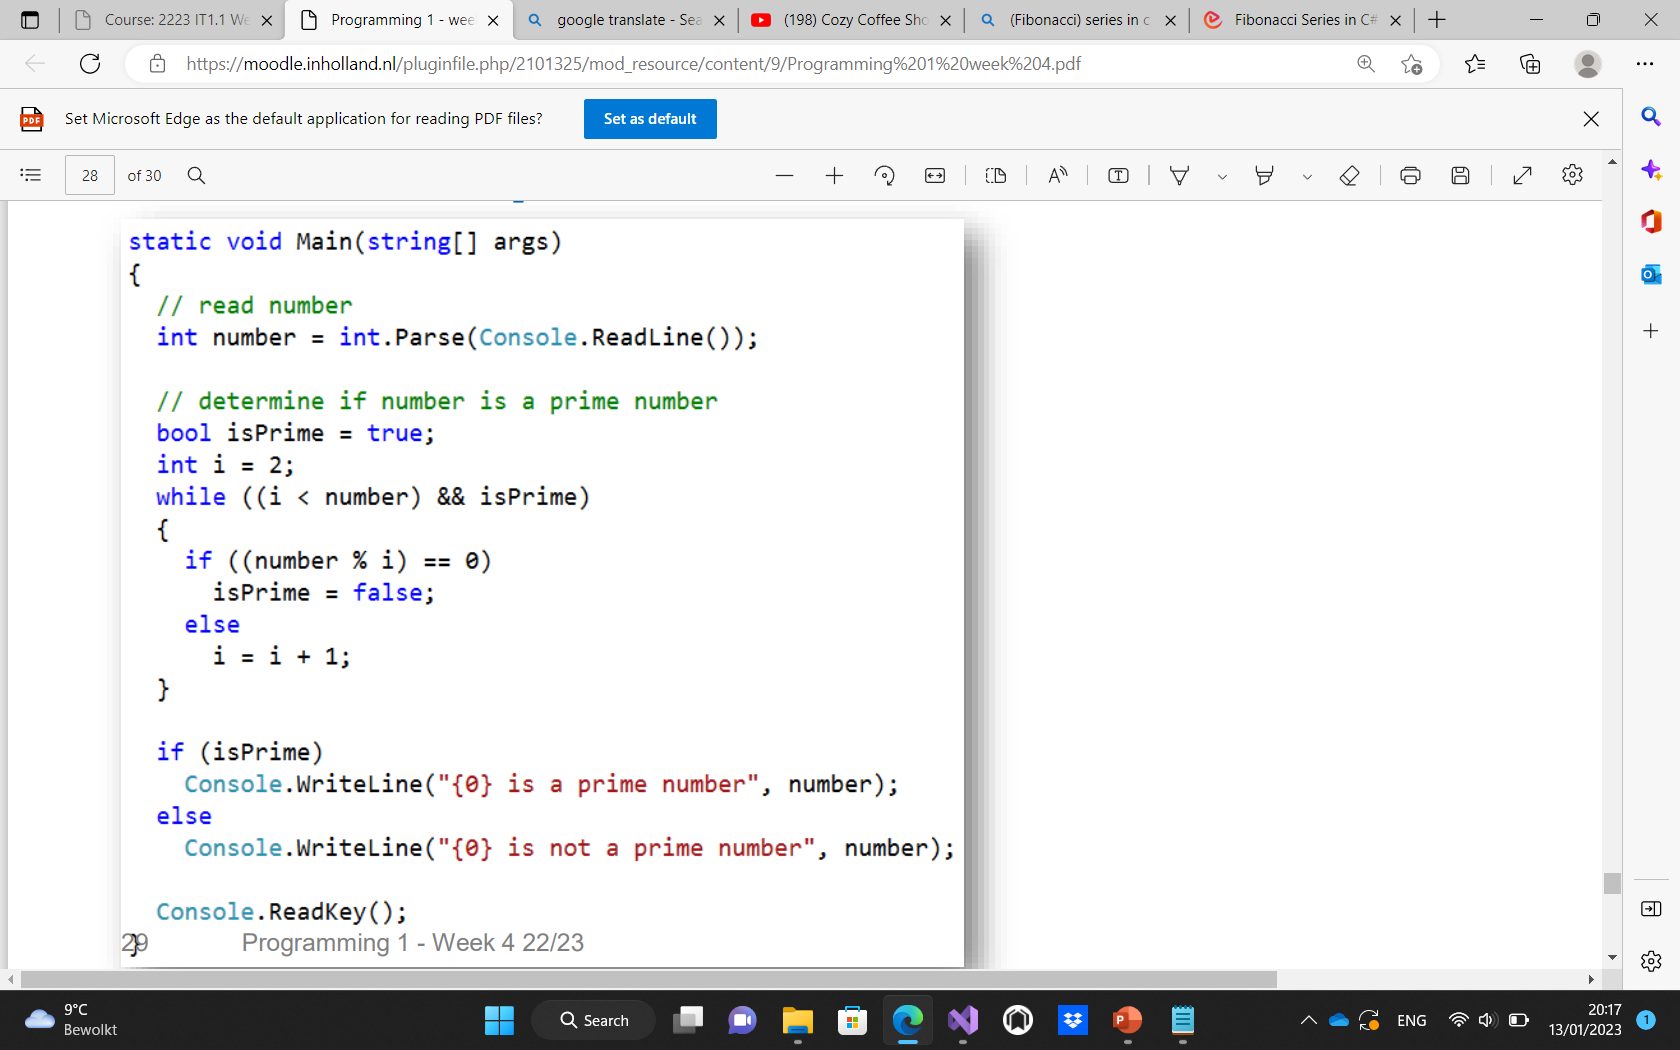 Course: 2223 IT1.1 We
Programming 1 - wee
google translate - Sea
(198) Cozy Coffee Sho
(Fibonacci) series in c
Fibonacci Series in C#
https://moodle.inholland.nl/pluginfile.php/2101325/mod_resource/content/9/Programming%201%20week%204.pdf
PDF Set Microsoft Edge as the default application for reading PDF files? Set as default
28 of 30
static void Main(string[] args)
{
// read number
int number = int.Parse(Console.ReadLine());
// determine if number is a prime number
bool isPrime = true;
int i = 2;
while ((i < number) && isPrime)
{
if ((number % i) == 0)
isPrime = false;
else
i = i + 1;
}
if (isPrime)
Console.WriteLine("{0} is a prime number", number);
else
Console.WriteLine("{0} is not a prime number", number);
Console.ReadKey();
}
29 Programming 1 - Week 4 22/23
9°C
Bewolkt
Search
ENG
20:17
13/01/2023
1